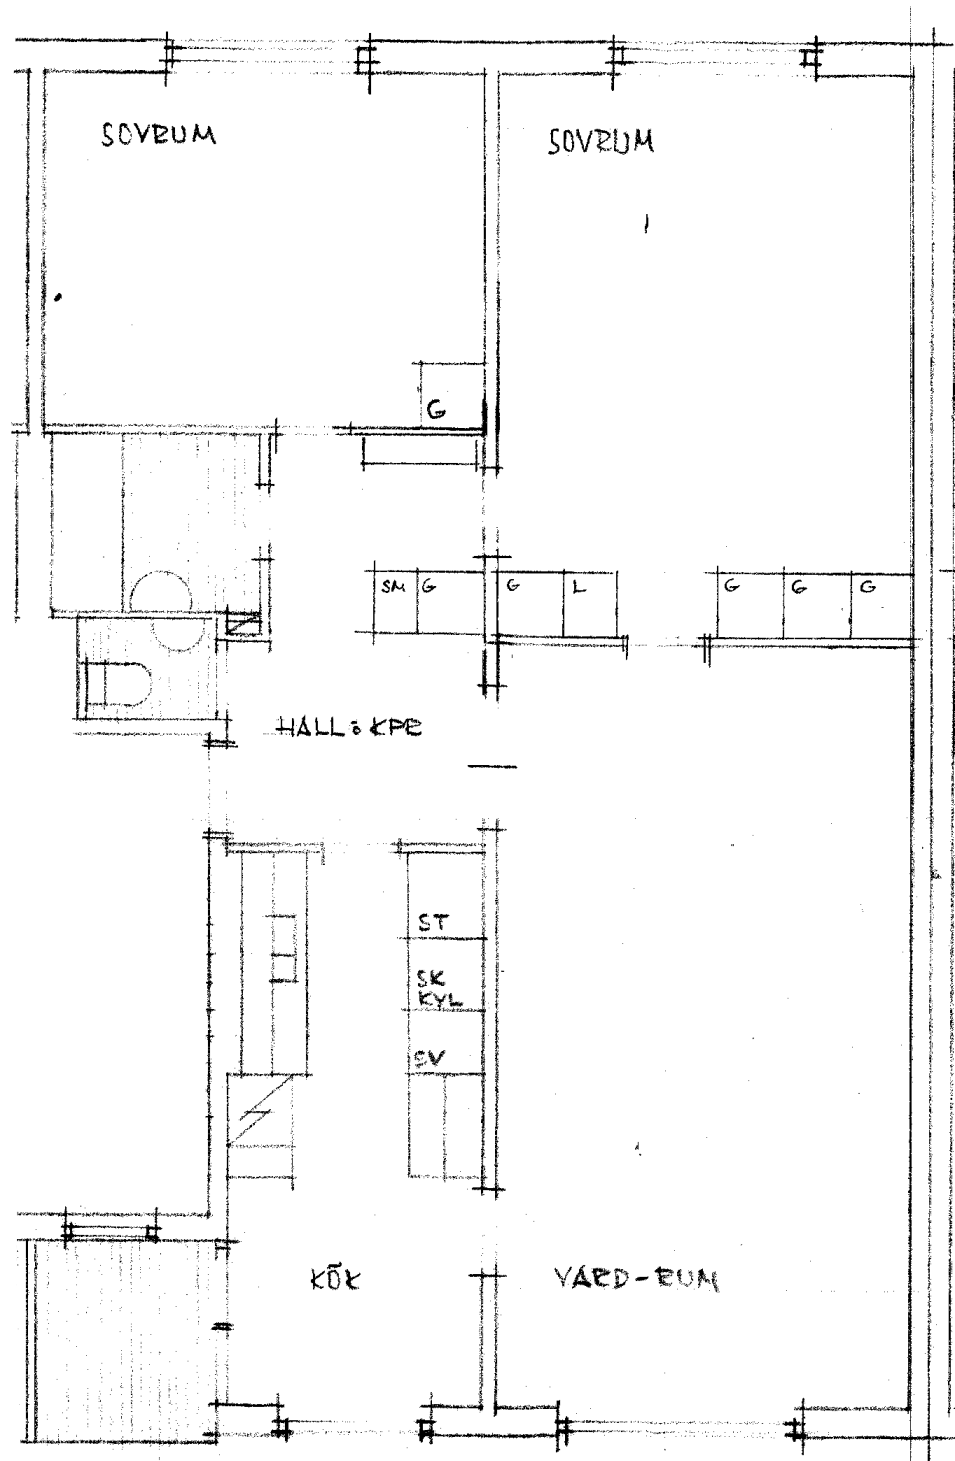 SOVRUM
SOVRUM
G
SM
G
G
L
G
G
G
HALL o KPR
ST
SK
KYL
SV
KÖK
VARD-RUM